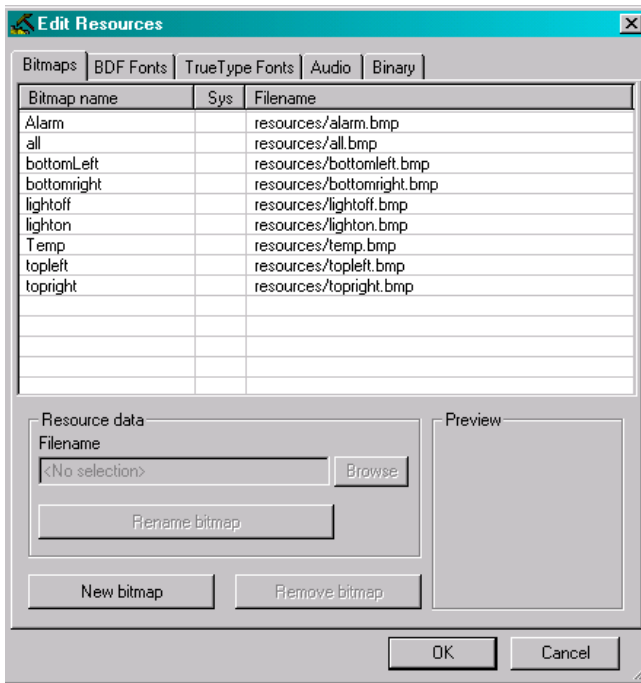 Edit Resources
Bitmaps BDF Fonts TrueType Fonts Audio Binary
Bitmap name Sys Filename
Alarm resources/alarm.bmp
all resources/all.bmp
bottomLeft resources/bottomleft.bmp
bottomright resources/bottomright.bmp
lightoff resources/lightoff.bmp
lighton resources/lighton.bmp
Temp resources/temp.bmp
topleft resources/topleft.bmp
topright resources/topright.bmp
Resource data
Filename
<No selection> Browse
Rename bitmap
Preview
New bitmap Remove bitmap
OK Cancel